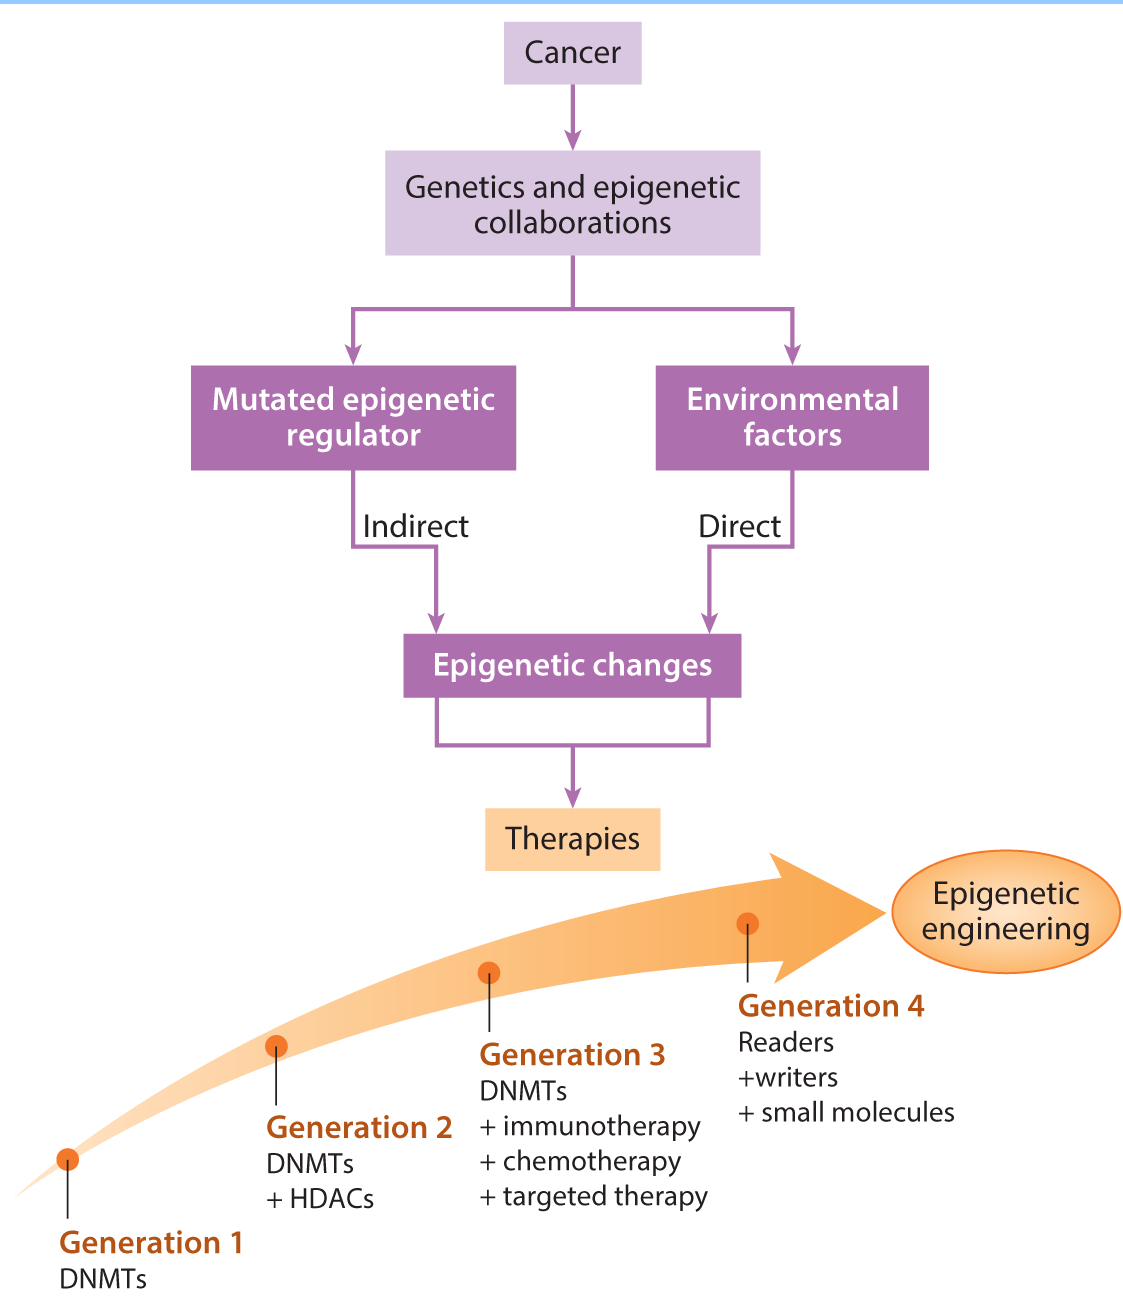 Cancer
Genetics and epigenetic
collaborations
Mutated epigenetic
regulator
Environmental
factors
Indirect
Direct
Epigenetic changes
Therapies
Epigenetic
engineering
Generation 1
DNMTs
Generation 2
DNMTs
+ HDACs
Generation 3
DNMTs
+ immunotherapy
+ chemotherapy
+ targeted therapy
Generation 4
Readers
+writers
+ small molecules